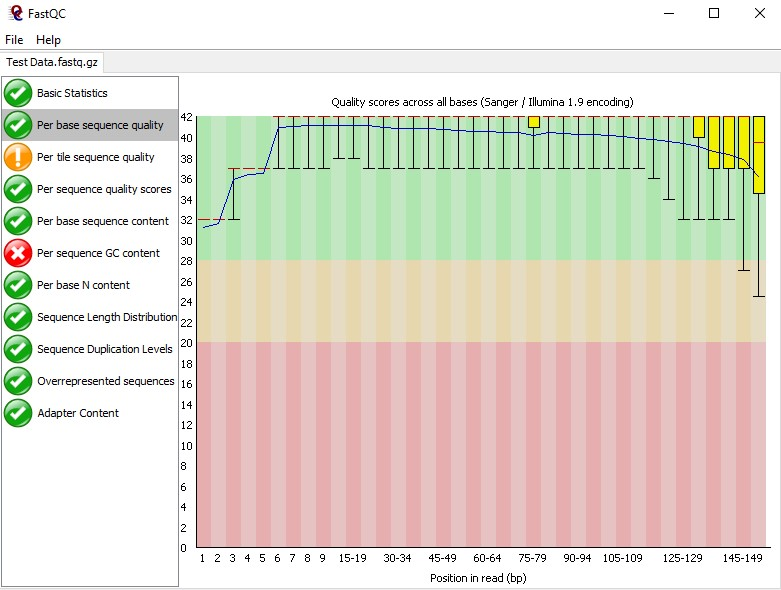 FastQC
File Help
Test Data.fastq.gz
Basic Statistics
Per base sequence quality
Per tile sequence quality
Per sequence quality scores
Per base sequence content
Per sequence GC content
Per base N content
Sequence Length Distribution
Sequence Duplication Levels
Overrepresented sequences
Adapter Content
Quality scores across all bases (Sanger / Illumina 1.9 encoding)
42
40
38
36
34
32
30
28
26
24
22
20
18
16
14
12
10
8
6
4
2
0
1 2 3 4 5 6 7 8 9 15-19 30-34 45-49 60-64 75-79 90-94 105-109 125-129 145-149
Position in read (bp)